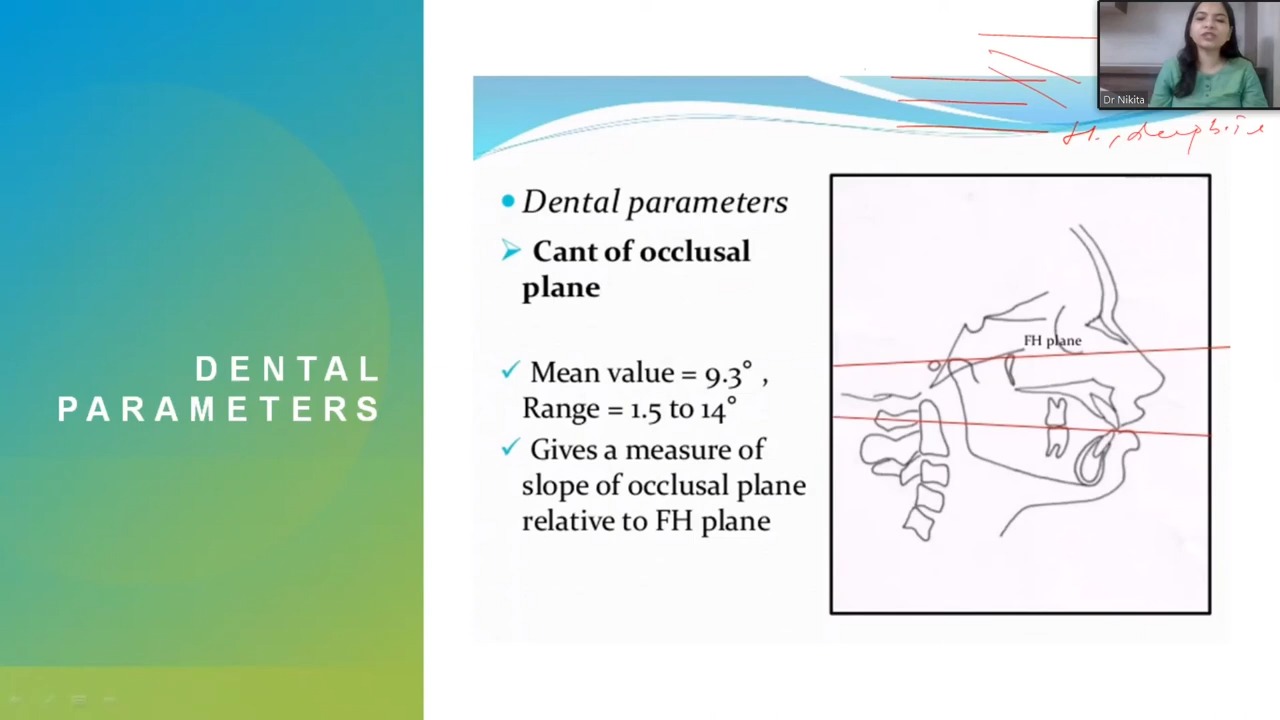 DENTAL
PARAMETERS
Dental parameters
Cant of occlusal
plane
Mean value = 9.3° ,
Range = 1.5 to 14°
Gives a measure of
slope of occlusal plane
relative to FH plane
FH plane
Dr Nikita
deepbite